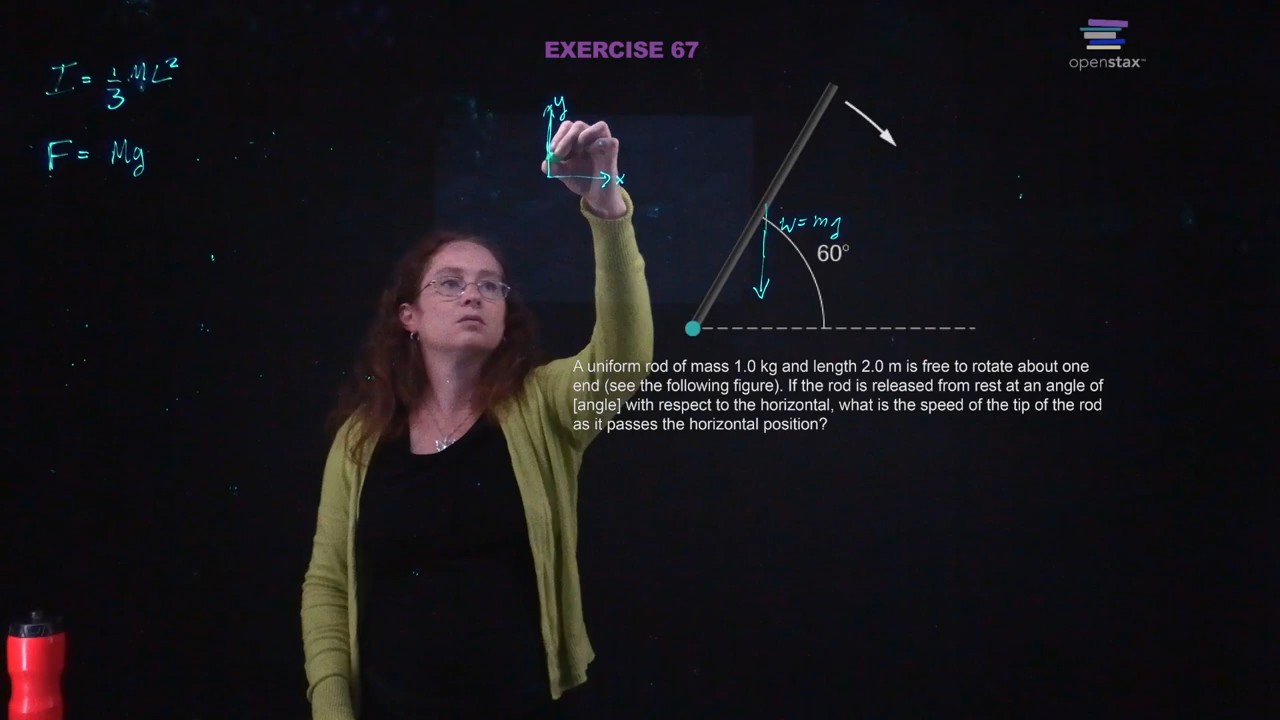 EXERCISE 67
openstax™
I = 1/3 ML²
F = Mg
y
x
W = mg
60°
A uniform rod of mass 1.0 kg and length 2.0 m is free to rotate about one
end (see the following figure). If the rod is released from rest at an angle of
[angle] with respect to the horizontal, what is the speed of the tip of the rod
as it passes the horizontal position?